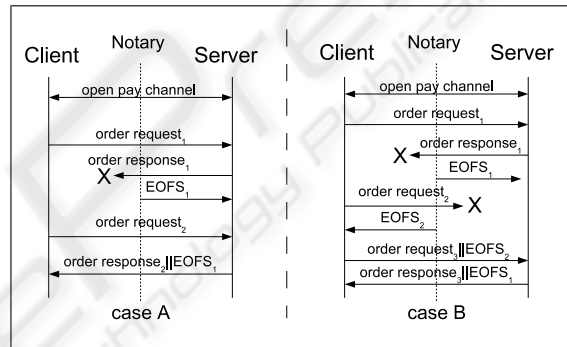 Client Notary Server
open pay channel
order request₁
order response₁
X
EOFS₁
order request₂
order response₂||EOFS₁
case A
Client Notary Server
open pay channel
order request₁
order response₁
X
EOFS₁
order request₂
X
EOFS₂
order request₃||EOFS₂
order response₃||EOFS₁
case B